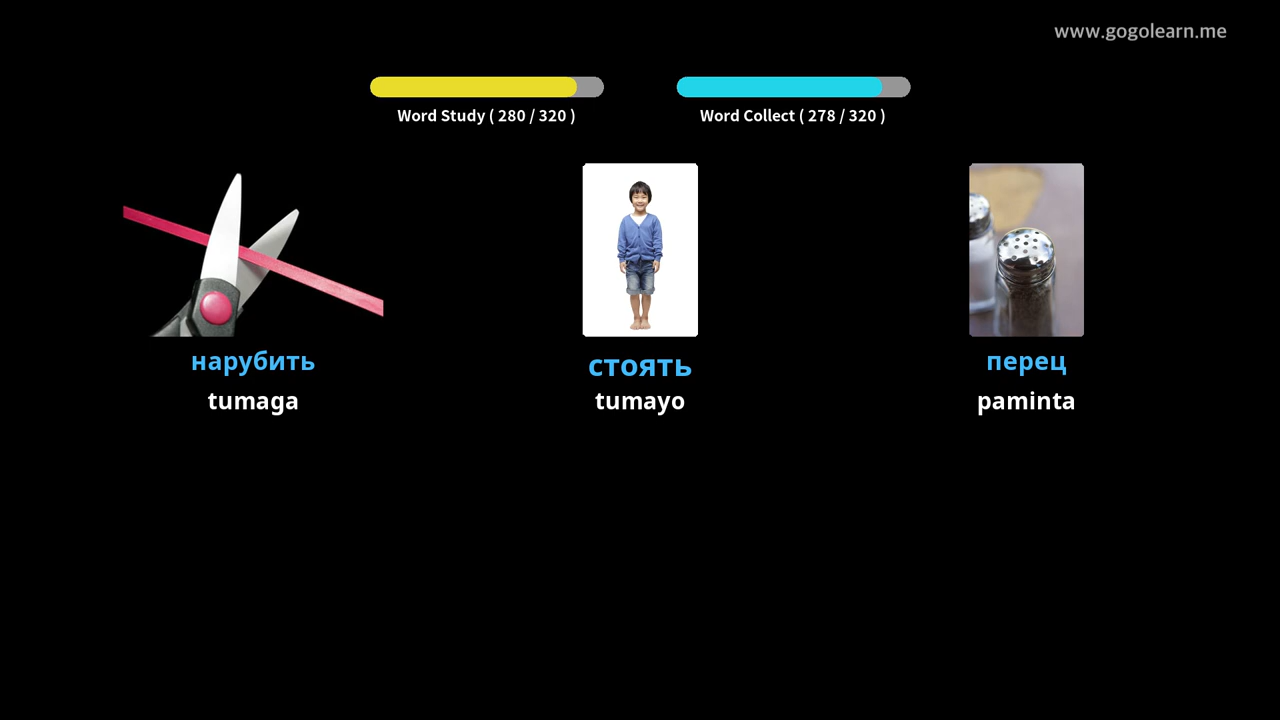 www.gogolearn.me
Word Study ( 280 / 320 )
Word Collect ( 278 / 320 )
нарубить
tumaga
стоять
tumayo
перец
paminta